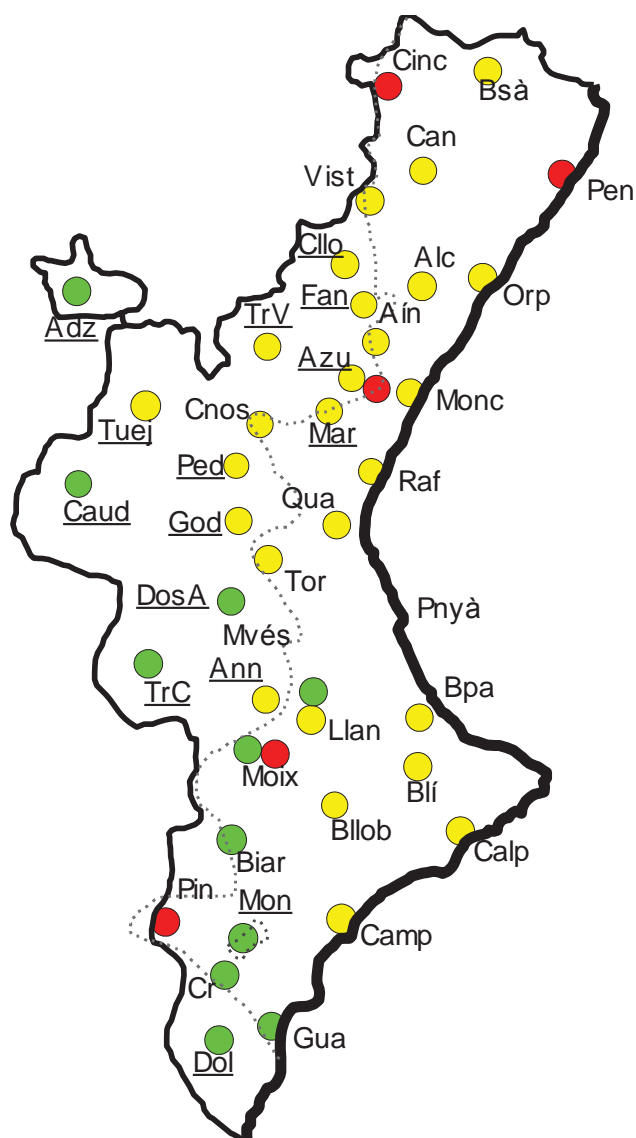 Cinc
Bsà
Can
Pen
Vist
Cllo
Alc
Fan
Orp
Adz
TrV
Aín
Azu
Monc
Cnos
Mar
Tuej
Ped
Raf
Caud
Qua
God
Tor
DosA
Pnyà
Mvés
Ann
TrC
Bpa
Llan
Moix
Blí
Bllob
Calp
Biar
Pin
Mon
Camp
Cr
Gua
Dol